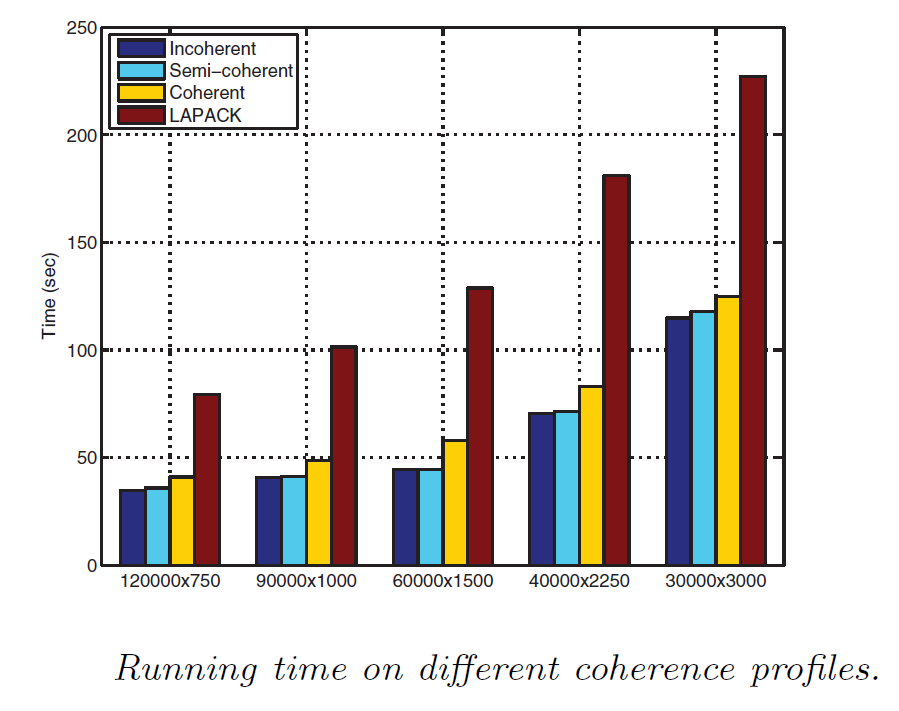 250
200
150
100
50
0
Time (sec)
Incoherent
Semi−coherent
Coherent
LAPACK
120000x750 90000x1000 60000x1500 40000x2250 30000x3000
Running time on different coherence profiles.